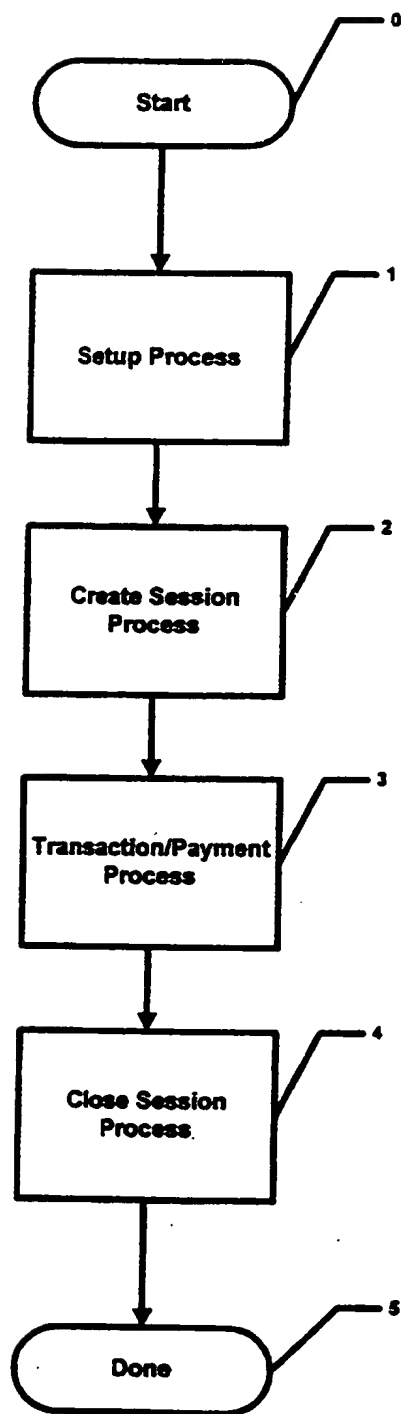 0
Start
1
Setup Process
2
Create Session
Process
3
Transaction/Payment
Process
4
Close Session
Process
5
Done